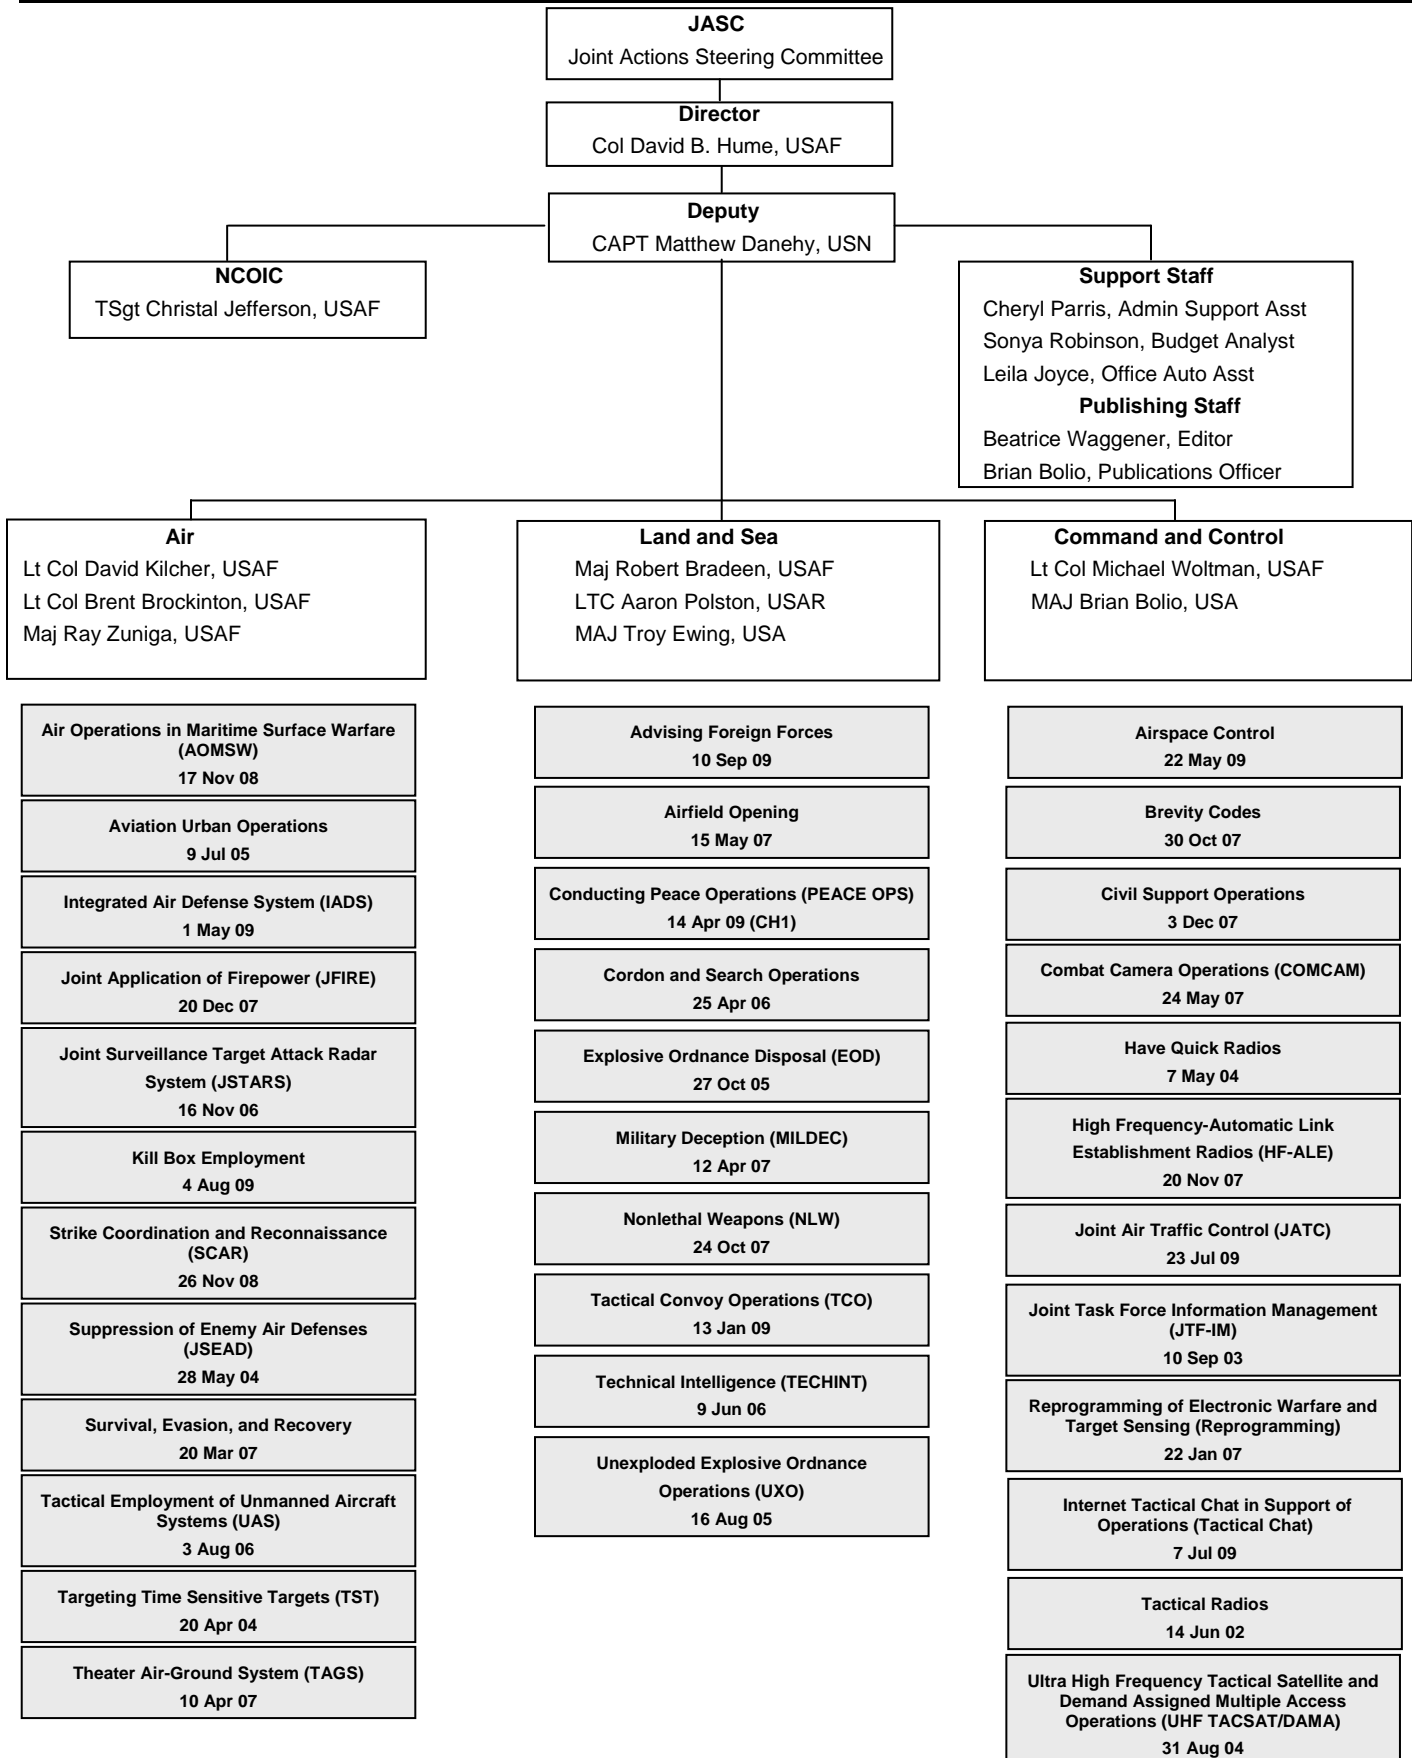 JASC
Joint Actions Steering Committee
Director
Col David B. Hume, USAF
Deputy
CAPT Matthew Danehy, USN
NCOIC
TSgt Christal Jefferson, USAF
Support Staff
Cheryl Parris, Admin Support Asst
Sonya Robinson, Budget Analyst
Leila Joyce, Office Auto Asst
Publishing Staff
Beatrice Waggener, Editor
Brian Bolio, Publications Officer
Air
Lt Col David Kilcher, USAF
Lt Col Brent Brockinton, USAF
Maj Ray Zuniga, USAF
Land and Sea
Maj Robert Bradeen, USAF
LTC Aaron Polston, USAR
MAJ Troy Ewing, USA
Command and Control
Lt Col Michael Woltman, USAF
MAJ Brian Bolio, USA
Air Operations in Maritime Surface Warfare
(AOMSW)
17 Nov 08
Aviation Urban Operations
9 Jul 05
Integrated Air Defense System (IADS)
1 May 09
Joint Application of Firepower (JFIRE)
20 Dec 07
Joint Surveillance Target Attack Radar
System (JSTARS)
16 Nov 06
Kill Box Employment
4 Aug 09
Strike Coordination and Reconnaissance
(SCAR)
26 Nov 08
Suppression of Enemy Air Defenses
(JSEAD)
28 May 04
Survival, Evasion, and Recovery
20 Mar 07
Tactical Employment of Unmanned Aircraft
Systems (UAS)
3 Aug 06
Targeting Time Sensitive Targets (TST)
20 Apr 04
Theater Air-Ground System (TAGS)
10 Apr 07
Advising Foreign Forces
10 Sep 09
Airfield Opening
15 May 07
Conducting Peace Operations (PEACE OPS)
14 Apr 09 (CH1)
Cordon and Search Operations
25 Apr 06
Explosive Ordnance Disposal (EOD)
27 Oct 05
Military Deception (MILDEC)
12 Apr 07
Nonlethal Weapons (NLW)
24 Oct 07
Tactical Convoy Operations (TCO)
13 Jan 09
Technical Intelligence (TECHINT)
9 Jun 06
Unexploded Explosive Ordnance
Operations (UXO)
16 Aug 05
Airspace Control
22 May 09
Brevity Codes
30 Oct 07
Civil Support Operations
3 Dec 07
Combat Camera Operations (COMCAM)
24 May 07
Have Quick Radios
7 May 04
High Frequency-Automatic Link
Establishment Radios (HF-ALE)
20 Nov 07
Joint Air Traffic Control (JATC)
23 Jul 09
Joint Task Force Information Management
(JTF-IM)
10 Sep 03
Reprogramming of Electronic Warfare and
Target Sensing (Reprogramming)
22 Jan 07
Internet Tactical Chat in Support of
Operations (Tactical Chat)
7 Jul 09
Tactical Radios
14 Jun 02
Ultra High Frequency Tactical Satellite and
Demand Assigned Multiple Access
Operations (UHF TACSAT/DAMA)
31 Aug 04